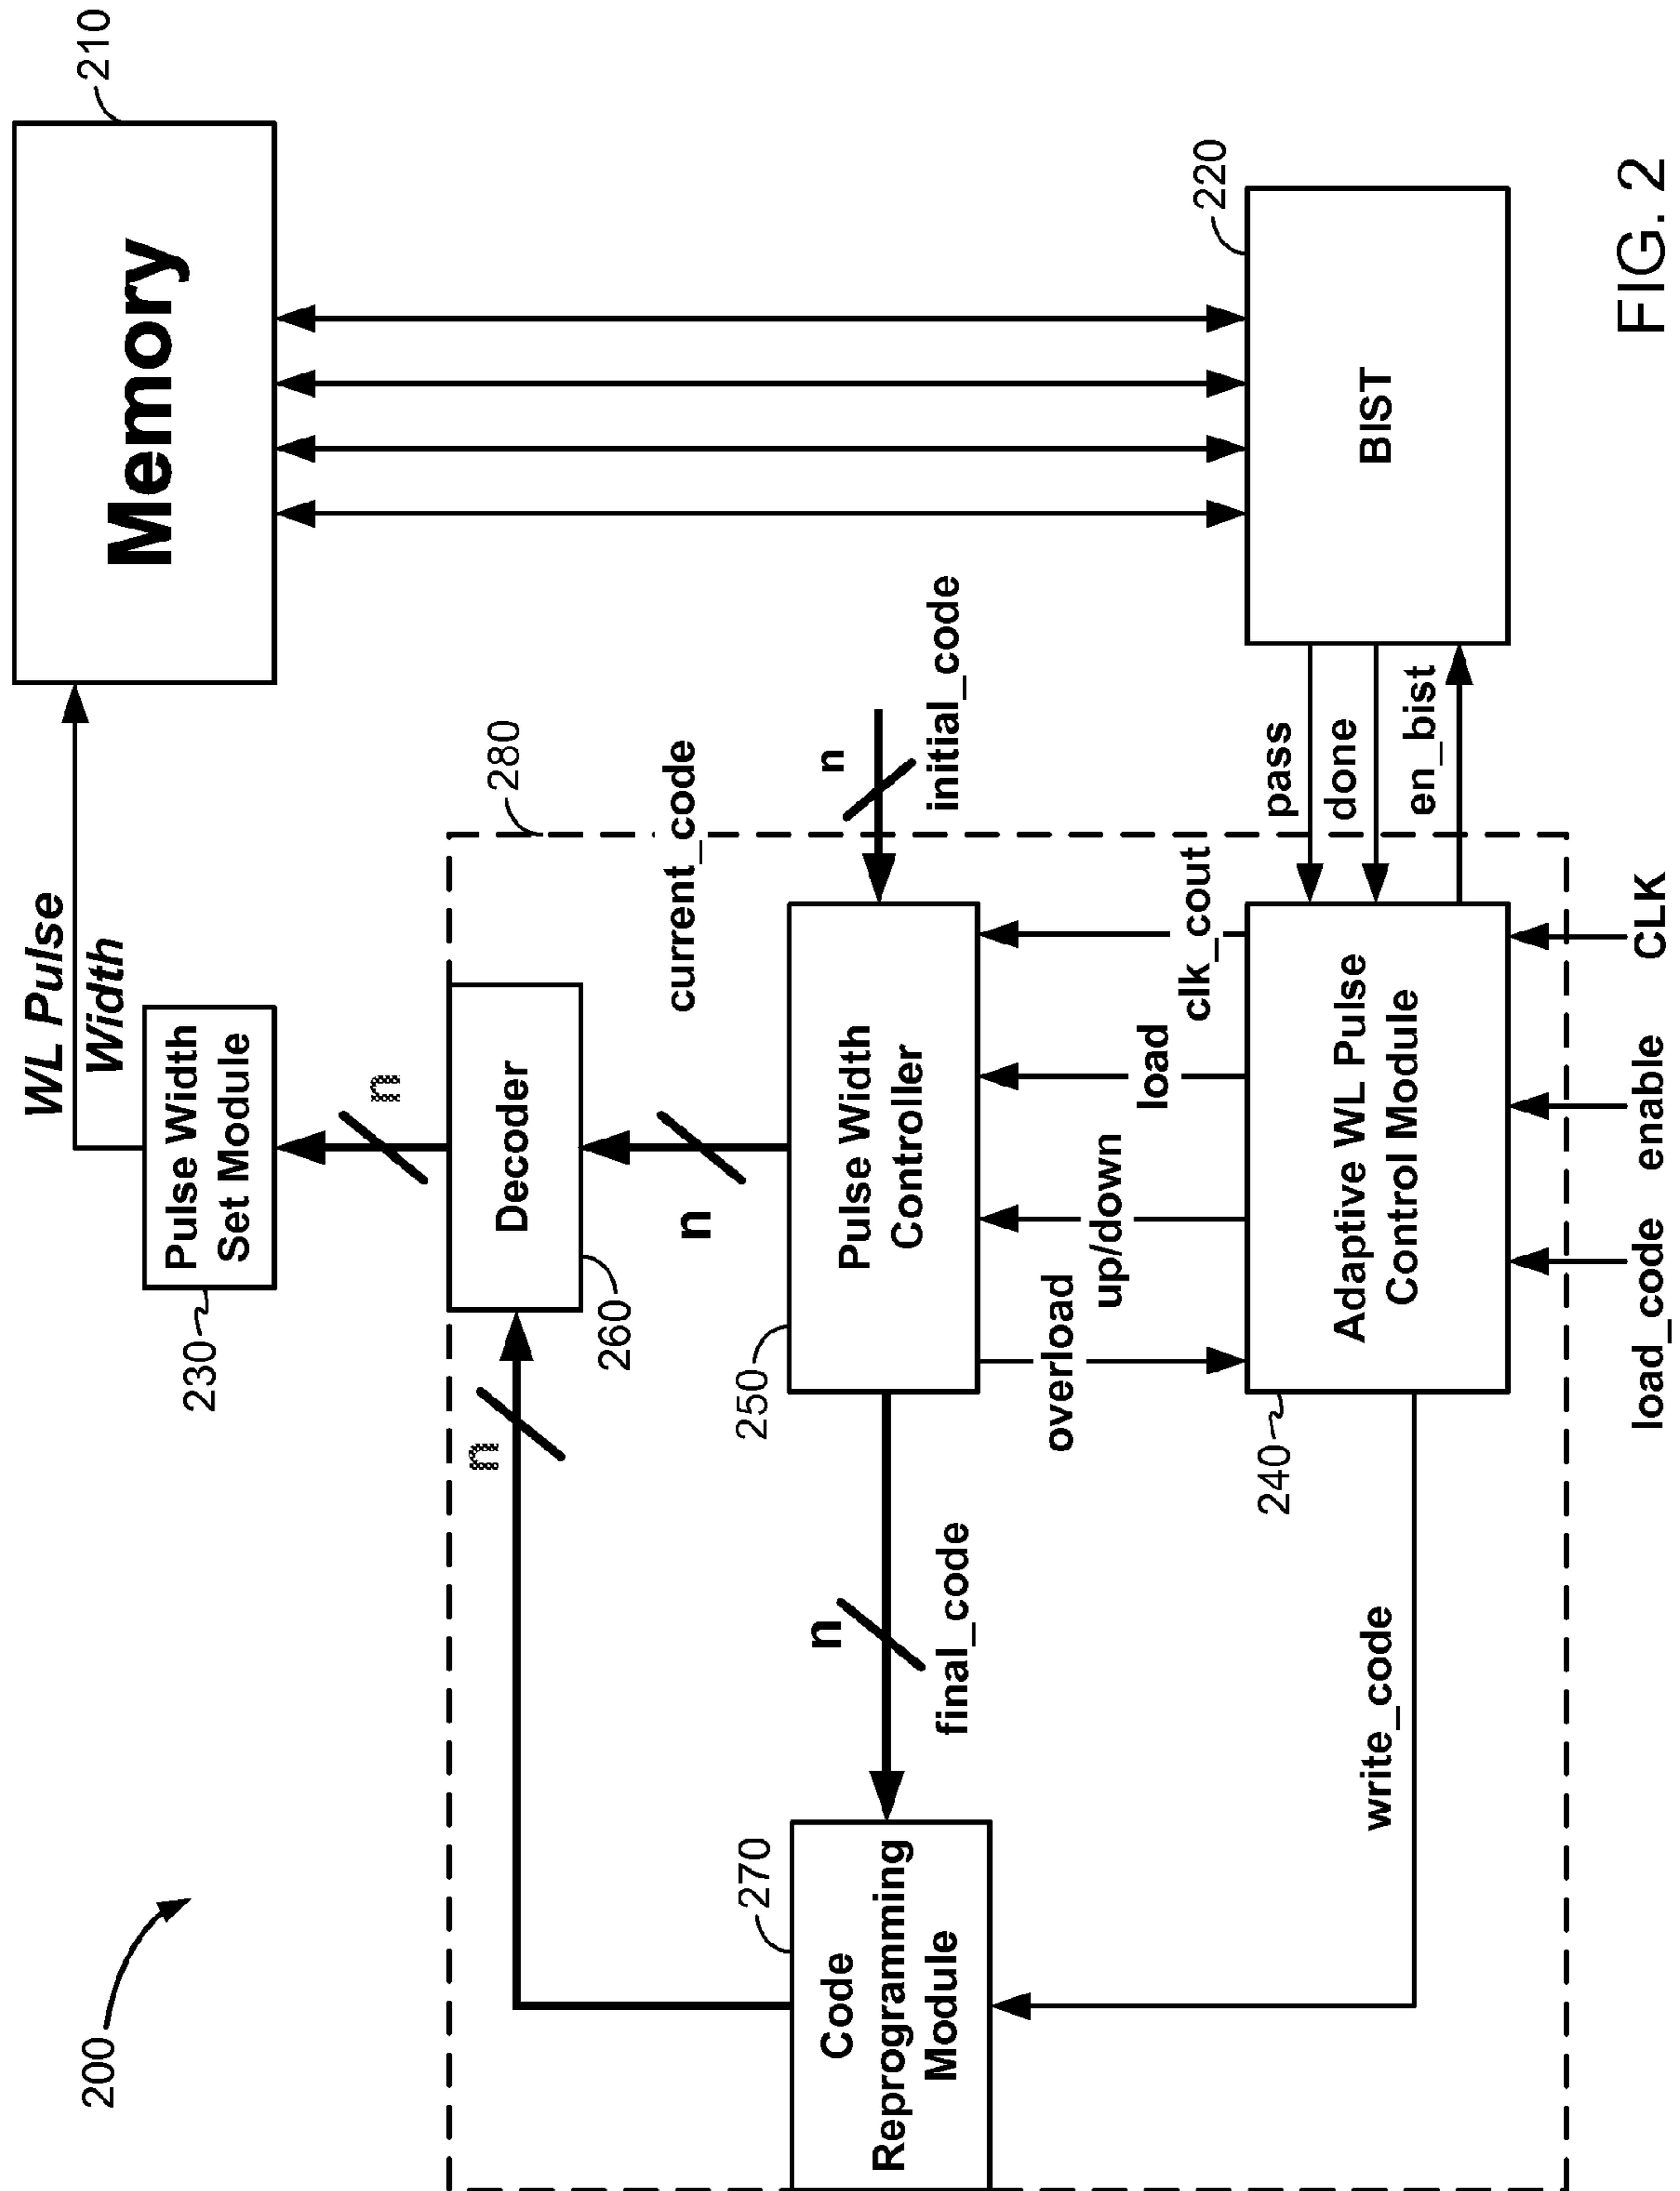 200
WL Pulse
Width
210
Memory
230
Pulse Width
Set Module
280
260
Decoder
current_code
n
270
Code
Reprogramming
Module
n
final_code
250
Pulse Width
Controller
n
initial_code
overload
up/down
load
clk_cout
220
BIST
pass
done
en_bist
240
Adaptive WL Pulse
Control Module
write_code
load_code
enable
CLK
FIG. 2